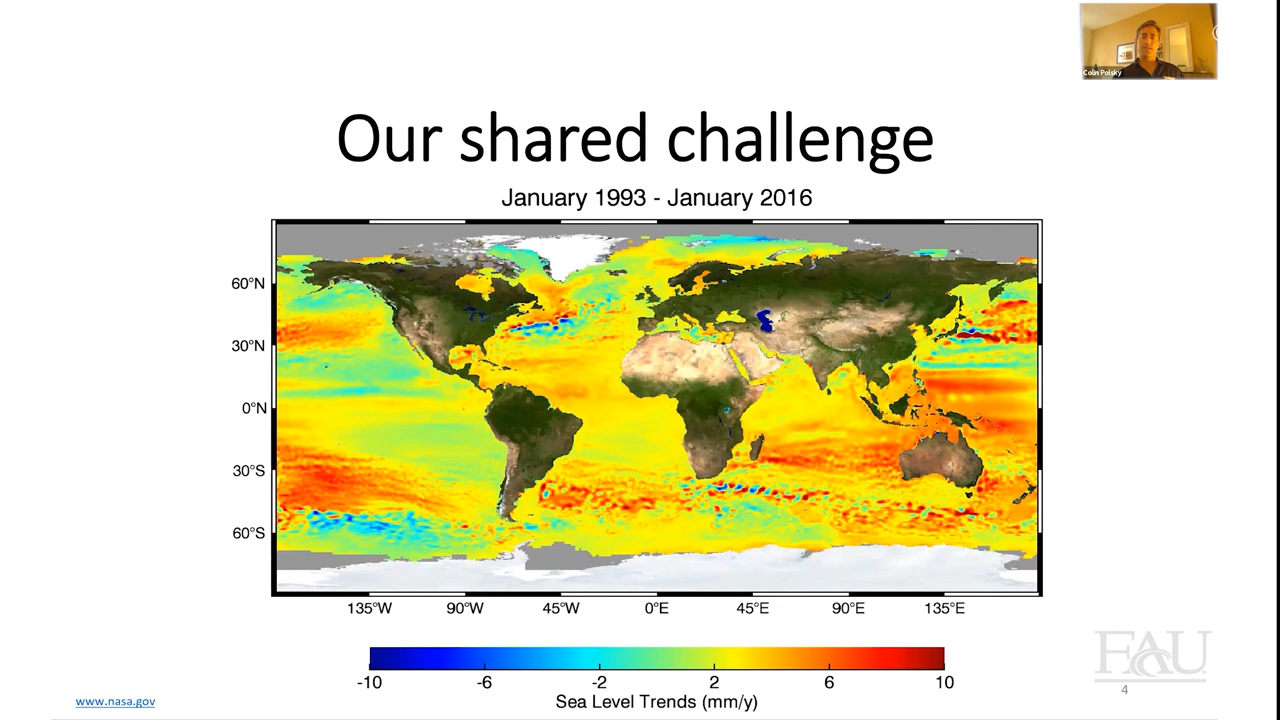 Colin Polsky
Our shared challenge
January 1993 - January 2016
60°N
30°N
0°N
30°S
60°S
135°W 90°W 45°W 0°E 45°E 90°E 135°E
-10 -6 -2 2 6 10
Sea Level Trends (mm/y)
FAU
4
www.nasa.gov